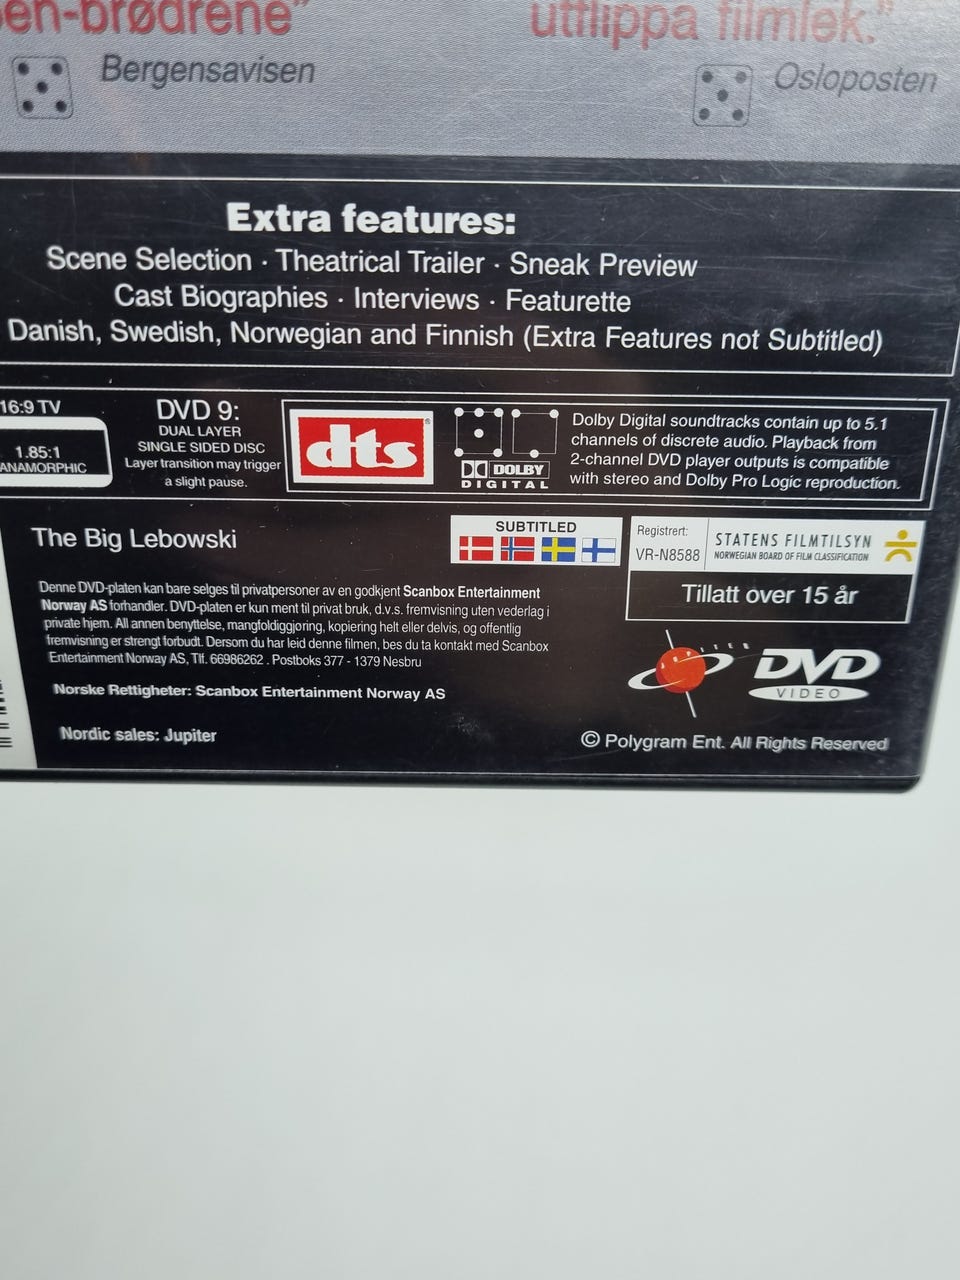 en-brødrene"
utflippa filmlek."
Bergensavisen
Osloposten
Extra features:
Scene Selection · Theatrical Trailer · Sneak Preview
Cast Biographies · Interviews · Featurette
Danish, Swedish, Norwegian and Finnish (Extra Features not Subtitled)
16:9 TV
1.85:1
ANAMORPHIC
DVD 9:
DUAL LAYER
SINGLE SIDED DISC
Layer transition may trigger
a slight pause.
dts®
DOLBY
DIGITAL
Dolby Digital soundtracks contain up to 5.1
channels of discrete audio. Playback from
2-channel DVD player outputs is compatible
with stereo and Dolby Pro Logic reproduction.
The Big Lebowski
SUBTITLED
Registrert:
VR-N8588
STATENS FILMTILSYN
NORWEGIAN BOARD OF FILM CLASSIFICATION
Tillatt over 15 år
Denne DVD-platen kan bare selges til privatpersoner av en godkjent Scanbox Entertainment
Norway AS forhandler. DVD-platen er kun ment til privat bruk, d.v.s. fremvisning uten vederlag i
private hjem. All annen benyttelse, mangfoldiggjøring, kopiering helt eller delvis, og offentlig
fremvisning er strengt forbudt. Dersom du har leid denne filmen, bes du ta kontakt med Scanbox
Entertainment Norway AS, Tlf. 66986262 . Postboks 377 - 1379 Nesbru
DVD
VIDEO
Norske Rettigheter: Scanbox Entertainment Norway AS
Nordic sales: Jupiter
© Polygram Ent. All Rights Reserved